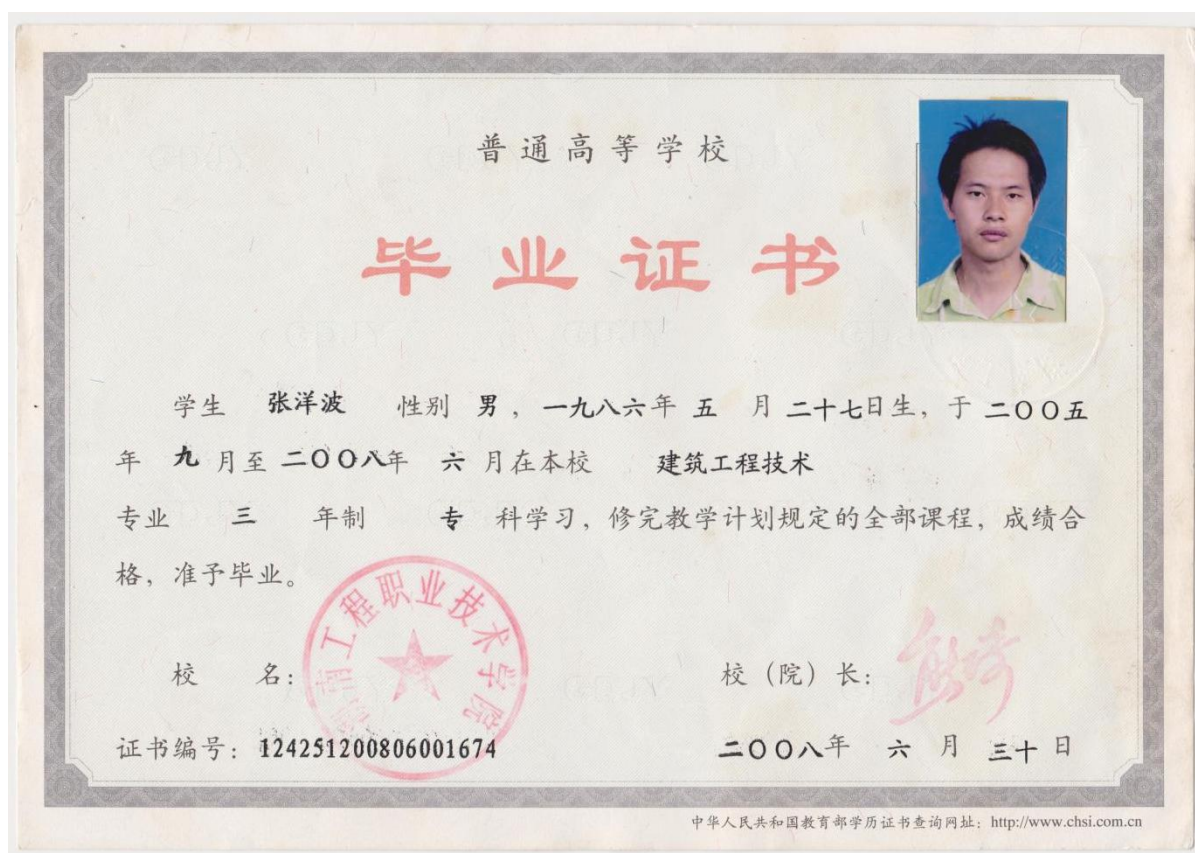 普通高等学校
毕业证书
学生 张洋波 性别 男，一九八六年 五 月 二十七日生，于 二〇〇五
年 九 月至 二〇〇八年 六 月在本校 建筑工程技术
专业 三 年制 专 科学习，修完教学计划规定的全部课程，成绩合
格，准予毕业。
工程职业技术学院
校 名：
校（院）长：
证书编号：124251200806001674
二〇〇八年 六 月 三十 日
中华人民共和国教育部学历证书查询网址：http://www.chsi.com.cn